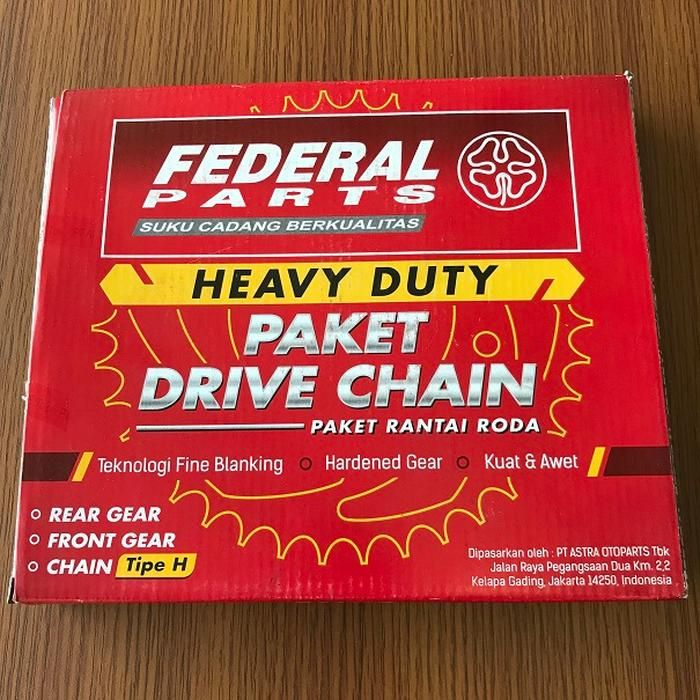 FEDERAL
PARTS
SUKU CADANG BERKUALITAS
HEAVY DUTY
PAKET
DRIVE CHAIN
PAKET RANTAI RODA
Teknologi Fine Blanking O Hardened Gear O Kuat & Awet
REAR GEAR
FRONT GEAR
CHAIN Tipe H
Dipasarkan oleh : PT ASTRA OTOPARTS Tbk
Jalan Raya Pegangsaan Dua Km. 2,2
Kelapa Gading, Jakarta 14250, Indonesia